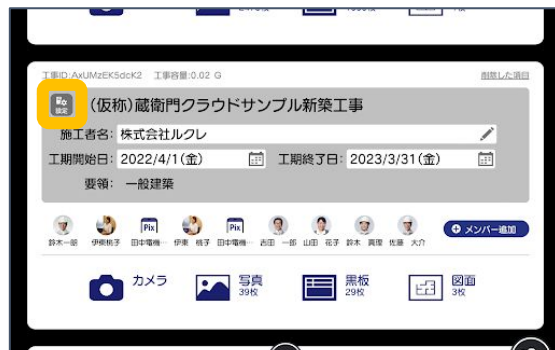 工事ID:AxUMzEK5dcK2 工事容量:0.02 G 削除した項目
設定
(仮称)蔵衛門クラウドサンプル新築工事
施工者名: 株式会社ルクレ
工期開始日: 2022/4/1(金) 工期終了日: 2023/3/31(金)
要領: 一般建築
Pix Pix
鈴木一朗 伊東桃子 田中電機… 伊東 桃子 田中電機… 吉田 一郎 山田 花子 鈴木 真理 佐藤 大介
メンバー追加
カメラ 写真 黒板 図面
39枚 29枚 3枚